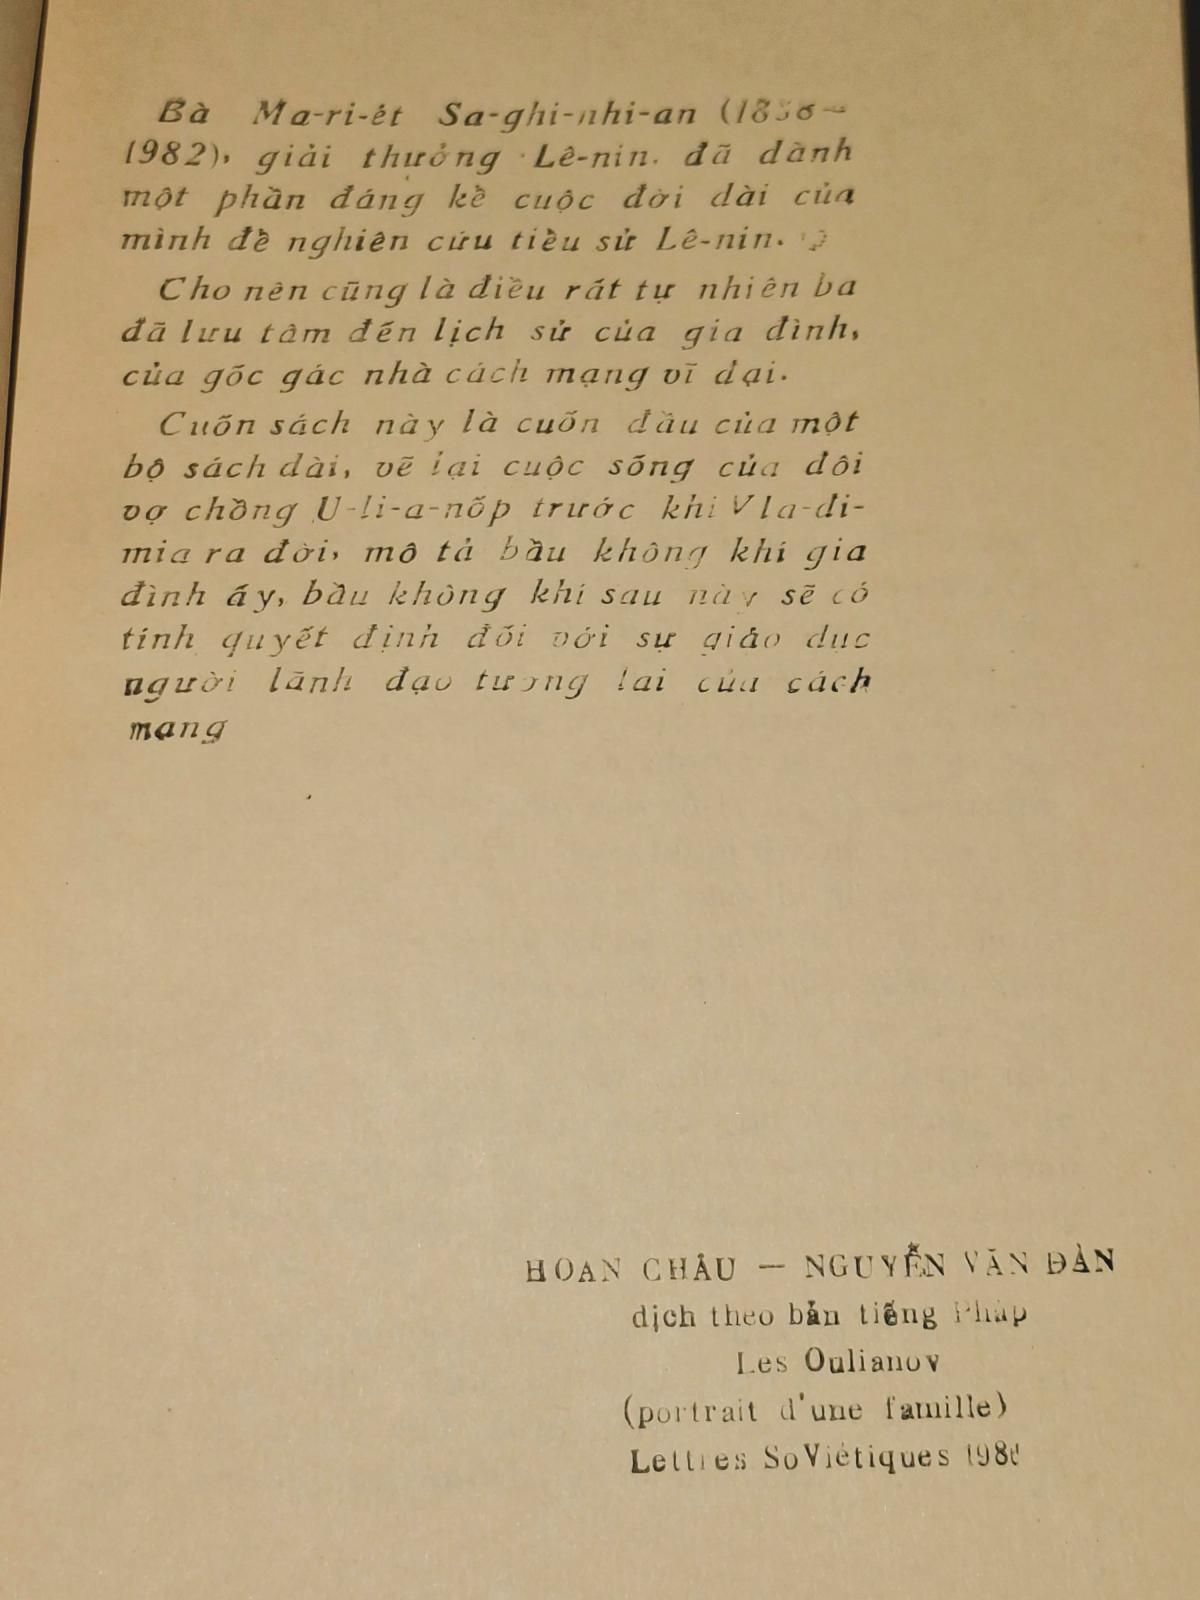 Bà Ma-ri-ét Sa-ghi-nhi-an
1982), giải thưởng Lê-nin. đã dành
một phần đáng kể cuộc đời dài của
mình để nghiên cứu tiểu sử Lê-nin.
Cho nên cũng là điều rất tự nhiên ba
đã lưu tâm đến lịch sử của gia đình,
của gốc gác nhà cách mạng vĩ dại.
Cuốn sách này là cuốn đầu của một
bộ sách dài, vẽ lại cuộc sống của đôi
vợ chồng U-li-a-nốp trước khi Vla-đi-
mia ra đời, mô tả bầu không khí gia
đình ấy, bầu không khí sau này sẽ có
tính quyết định đối với sự giáo dục
người lãnh đạo tương lai của cách
mạng
HOAN CHÂU — NGUYỄN VĂN ĐÀN
dịch theo bản tiếng Pháp
Les Oulianov
(portrait d'une famille)
Lettres SoViétiques